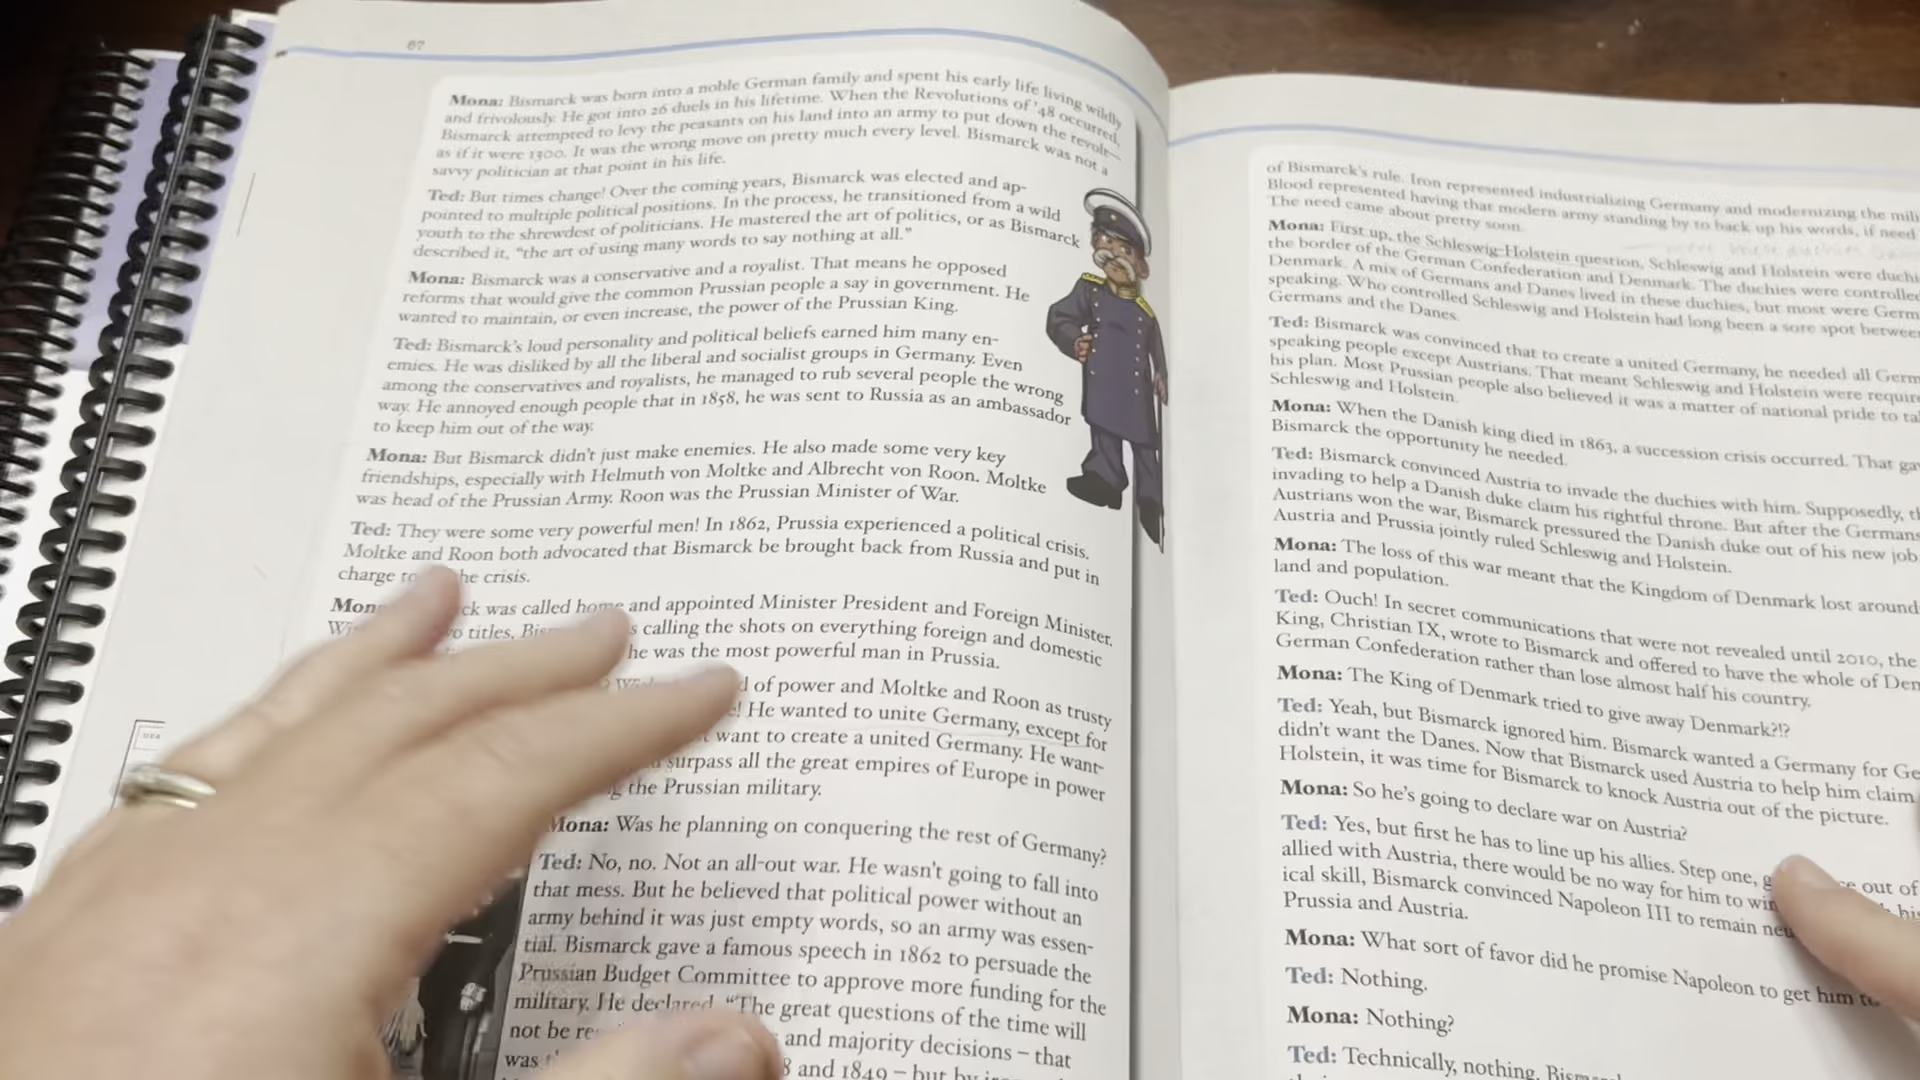 67
Mona: Bismarck was born into a noble German family and spent his early life living wildly
and frivolously. He got into 26 duels in his lifetime. When the Revolutions of '48 occurred,
Bismarck attempted to levy the peasants on his land into an army to put down the revolt—
as if it were 1300. It was the wrong move on pretty much every level. Bismarck was not a
savvy politician at that point in his life.
Ted: But times change! Over the coming years, Bismarck was elected and ap-
pointed to multiple political positions. In the process, he transitioned from a wild
youth to the shrewdest of politicians. He mastered the art of politics, or as Bismarck
described it, "the art of using many words to say nothing at all."
Mona: Bismarck was a conservative and a royalist. That means he opposed
reforms that would give the common Prussian people a say in government. He
wanted to maintain, or even increase, the power of the Prussian King.
Ted: Bismarck's loud personality and political beliefs earned him many en-
emies. He was disliked by all the liberal and socialist groups in Germany. Even
among the conservatives and royalists, he managed to rub several people the wrong
way. He annoyed enough people that in 1858, he was sent to Russia as an ambassador
to keep him out of the way.
Mona: But Bismarck didn't just make enemies. He also made some very key
friendships, especially with Helmuth von Moltke and Albrecht von Roon. Moltke
was head of the Prussian Army. Roon was the Prussian Minister of War.
Ted: They were some very powerful men! In 1862, Prussia experienced a political crisis.
Moltke and Roon both advocated that Bismarck be brought back from Russia and put in
charge he crisis.
Mon ck was called home and appointed Minister President and Foreign Minister.
titles, calling the shots on everything foreign and domestic
he was the most powerful man in Prussia.
of power and Moltke and Roon as trusty
He wanted to unite Germany, except for
want to create a united Germany. He want-
surpass all the great empires of Europe in power
the Prussian military.
Mona: Was he planning on conquering the rest of Germany?
Ted: No, no. Not an all-out war. He wasn't going to fall into
that mess. But he believed that political power without an
army behind it was just empty words, so an army was essen-
tial. Bismarck gave a famous speech in 1862 to persuade the
Prussian Budget Committee to approve more funding for the
military. He declared, "The great questions of the time will
not be and majority decisions – that
was 8 and 1849 – but by
of Bismarck's rule. Iron represented industrializing Germany and modernizing the mili
Blood represented having that modern army standing by to back up his words, if need
The need came about pretty soon.
Mona: First up, the Schleswig-Holstein question. Schleswig and Holstein were duchi
the border of the German Confederation and Denmark. The duchies were controlled
Denmark. A mix of Germans and Danes lived in these duchies, but most were Germ
speaking. Who controlled Schleswig and Holstein had long been a sore spot between
Germans and the Danes.
Ted: Bismarck was convinced that to create a united Germany, he needed all Germ
speaking people except Austrians. That meant Schleswig and Holstein were require
his plan. Most Prussian people also believed it was a matter of national pride to ta
Schleswig and Holstein.
Mona: When the Danish king died in 1863, a succession crisis occurred. That ga
Bismarck the opportunity he needed.
Ted: Bismarck convinced Austria to invade the duchies with him. Supposedly, th
invading to help a Danish duke claim his rightful throne. But after the Germans
Austrians won the war, Bismarck pressured the Danish duke out of his new job.
Austria and Prussia jointly ruled Schleswig and Holstein.
Mona: The loss of this war meant that the Kingdom of Denmark lost around
land and population.
Ted: Ouch! In secret communications that were not revealed until 2010, the
King, Christian IX, wrote to Bismarck and offered to have the whole of Den
German Confederation rather than lose almost half his country.
Mona: The King of Denmark tried to give away Denmark?!?
Ted: Yeah, but Bismarck ignored him. Bismarck wanted a Germany for Ge
didn't want the Danes. Now that Bismarck used Austria to help him claim
Holstein, it was time for Bismarck to knock Austria out of the picture.
Mona: So he's going to declare war on Austria?
Ted: Yes, but first he has to line up his allies. Step one, g out of
allied with Austria, there would be no way for him to win
ical skill, Bismarck convinced Napoleon III to remain neu
Prussia and Austria.
Mona: What sort of favor did he promise Napoleon to get him to
Ted: Nothing.
Mona: Nothing?
Ted: Technically, nothing.